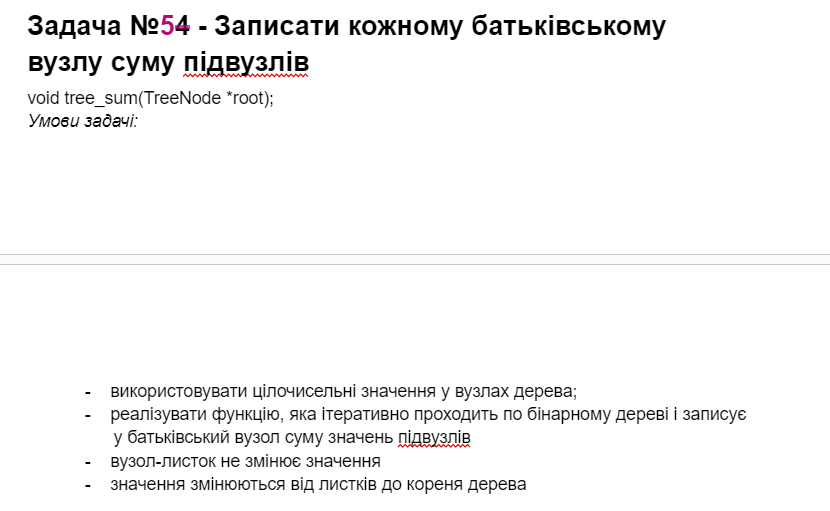 Задача №54 - Записати кожному батьківському
вузлу суму підвузлів
void tree_sum(TreeNode *root);
Умови задачі:
- використовувати цілочисельні значення у вузлах дерева;
- реалізувати функцію, яка ітеративно проходить по бінарному дереві і записує
у батьківський вузол суму значень підвузлів
- вузол-листок не змінює значення
- значення змінюються від листків до кореня дерева